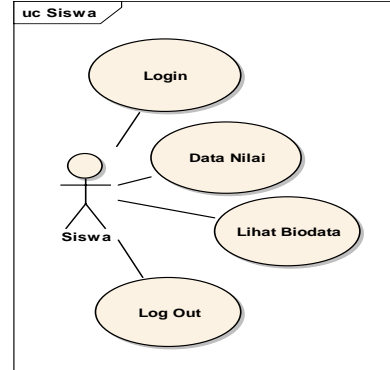 uc Siswa
Login
Data Nilai
Lihat Biodata
Siswa
Log Out